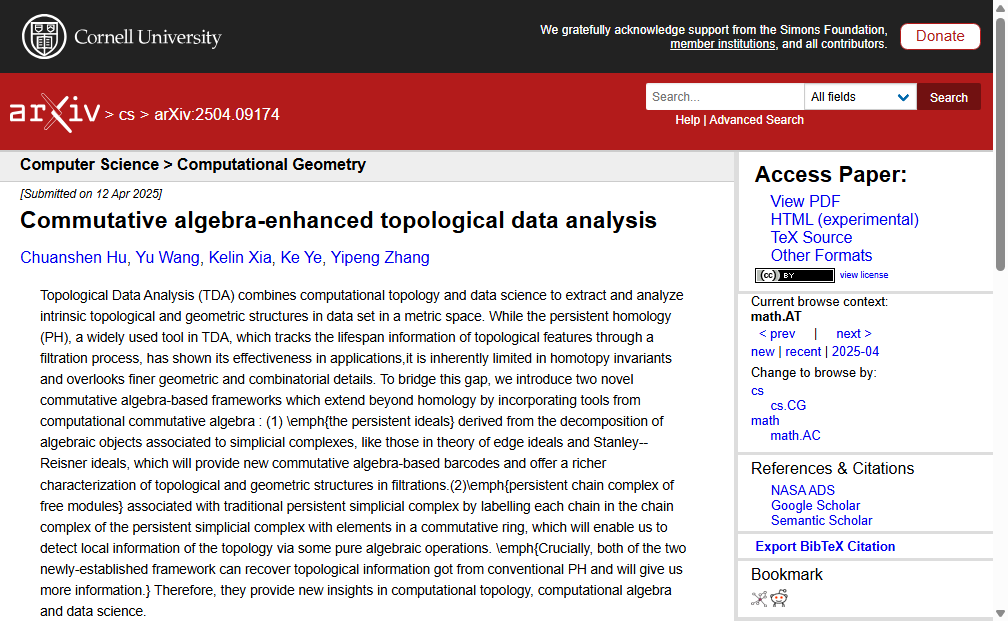 Cornell University
We gratefully acknowledge support from the Simons Foundation,
member institutions, and all contributors.
Donate
arXiv > cs > arXiv:2504.09174
Search...
All fields
Search
Help | Advanced Search
Computer Science > Computational Geometry
[Submitted on 12 Apr 2025]
Commutative algebra-enhanced topological data analysis
Chuanshen Hu, Yu Wang, Kelin Xia, Ke Ye, Yipeng Zhang
Topological Data Analysis (TDA) combines computational topology and data science to extract and analyze
intrinsic topological and geometric structures in data set in a metric space. While the persistent homology
(PH), a widely used tool in TDA, which tracks the lifespan information of topological features through a
filtration process, has shown its effectiveness in applications,it is inherently limited in homotopy invariants
and overlooks finer geometric and combinatorial details. To bridge this gap, we introduce two novel
commutative algebra-based frameworks which extend beyond homology by incorporating tools from
computational commutative algebra : (1) \emph{the persistent ideals} derived from the decomposition of
algebraic objects associated to simplicial complexes, like those in theory of edge ideals and Stanley--
Reisner ideals, which will provide new commutative algebra-based barcodes and offer a richer
characterization of topological and geometric structures in filtrations.(2)\emph{persistent chain complex of
free modules} associated with traditional persistent simplicial complex by labelling each chain in the chain
complex of the persistent simplicial complex with elements in a commutative ring, which will enable us to
detect local information of the topology via some pure algebraic operations. \emph{Crucially, both of the two
newly-established framework can recover topological information got from conventional PH and will give us
more information.} Therefore, they provide new insights in computational topology, computational algebra
and data science.
Access Paper:
View PDF
HTML (experimental)
TeX Source
Other Formats
(cc) BY
view license
Current browse context:
math.AT
< prev | next >
new | recent | 2025-04
Change to browse by:
cs
cs.CG
math
math.AC
References & Citations
NASA ADS
Google Scholar
Semantic Scholar
Export BibTeX Citation
Bookmark